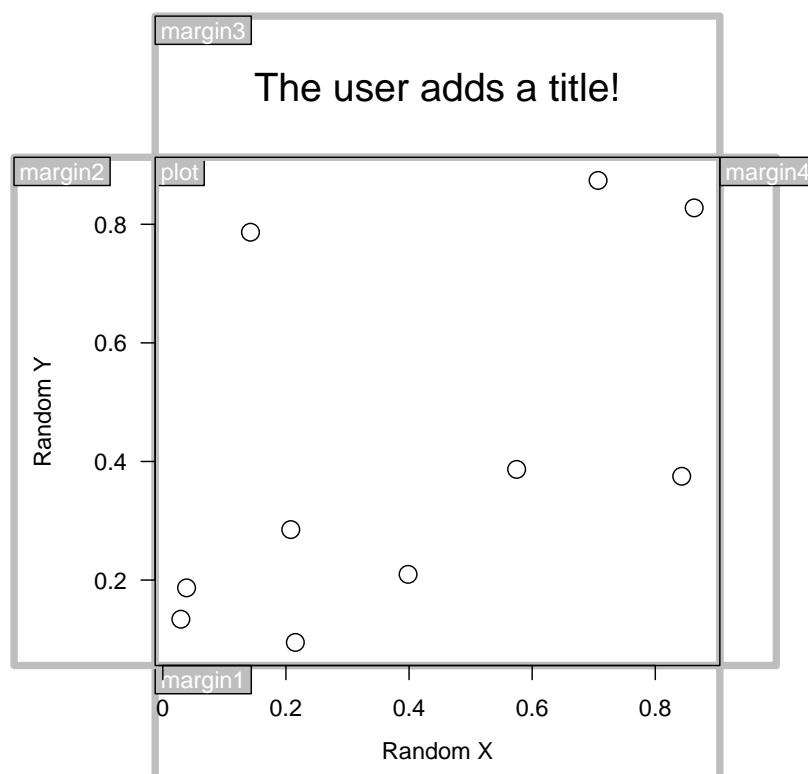 margin3
The user adds a title!
margin2
plot
margin4
0.8
0.6
0.4
0.2
Random Y
margin1
0 0.2 0.4 0.6 0.8
Random X